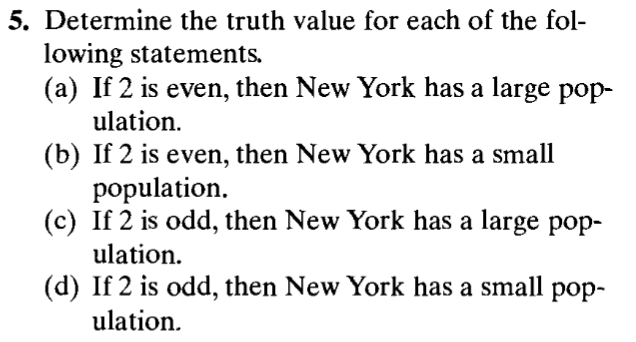 5. Determine the truth value for each of the fol-
lowing statements.
(a) If 2 is even, then New York has a large pop-
ulation.
(b) If 2 is even, then New York has a small
population.
(c) If 2 is odd, then New York has a large pop-
ulation.
(d) If 2 is odd, then New York has a small pop-
ulation.